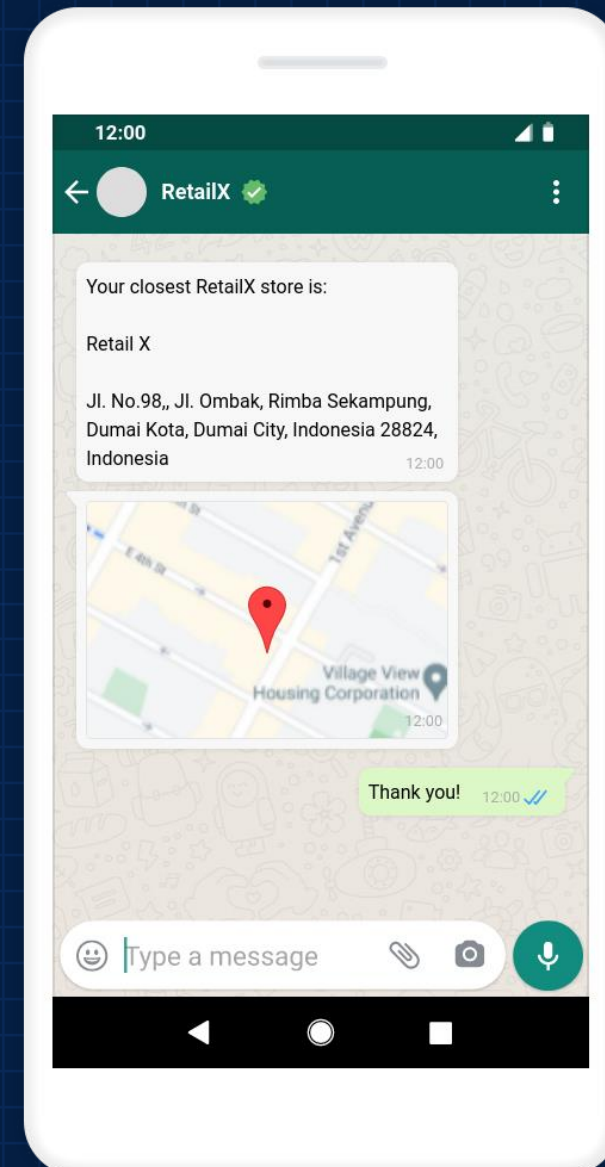 12:00
RetailX
Your closest RetailX store is:
Retail X
Jl. No.98,, Jl. Ombak, Rimba Sekampung,
Dumai Kota, Dumai City, Indonesia 28824,
Indonesia
12:00
E 4th St
1st Avenue
Village View
Housing Corporation
12:00
Thank you!
12:00
Type a message